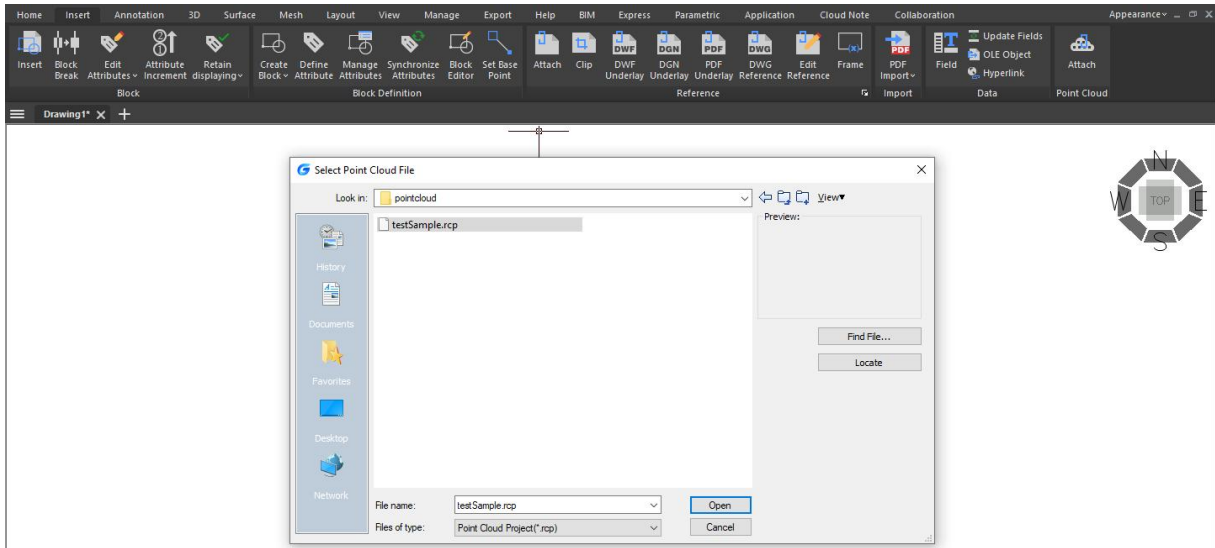 Home Insert Annotation 3D Surface Mesh Layout View Manage Export Help BIM Express Parametric Application Cloud Note Collaboration Appearance
Insert
Block Break
Edit Attributes
Attribute Increment
Retain displaying
Create Block
Define Attribute
Manage Attributes
Synchronize Attributes
Block Editor
Set Base Point
Attach
Clip
DWF
DWF Underlay
DGN
DGN Underlay
PDF
PDF Underlay
DWG
DWG Reference
Edit Reference
Frame
PDF
PDF Import
Field
Update Fields
OLE Object
Hyperlink
Attach
Block
Block Definition
Reference
Import
Data
Point Cloud
Drawing1*
Select Point Cloud File
Look in: pointcloud View
testSample.rcp
Preview:
History
Documents
Favorites
Desktop
Network
Find File...
Locate
File name: testSample.rcp Open
Files of type: Point Cloud Project(*.rcp) Cancel
N
W TOP E
S